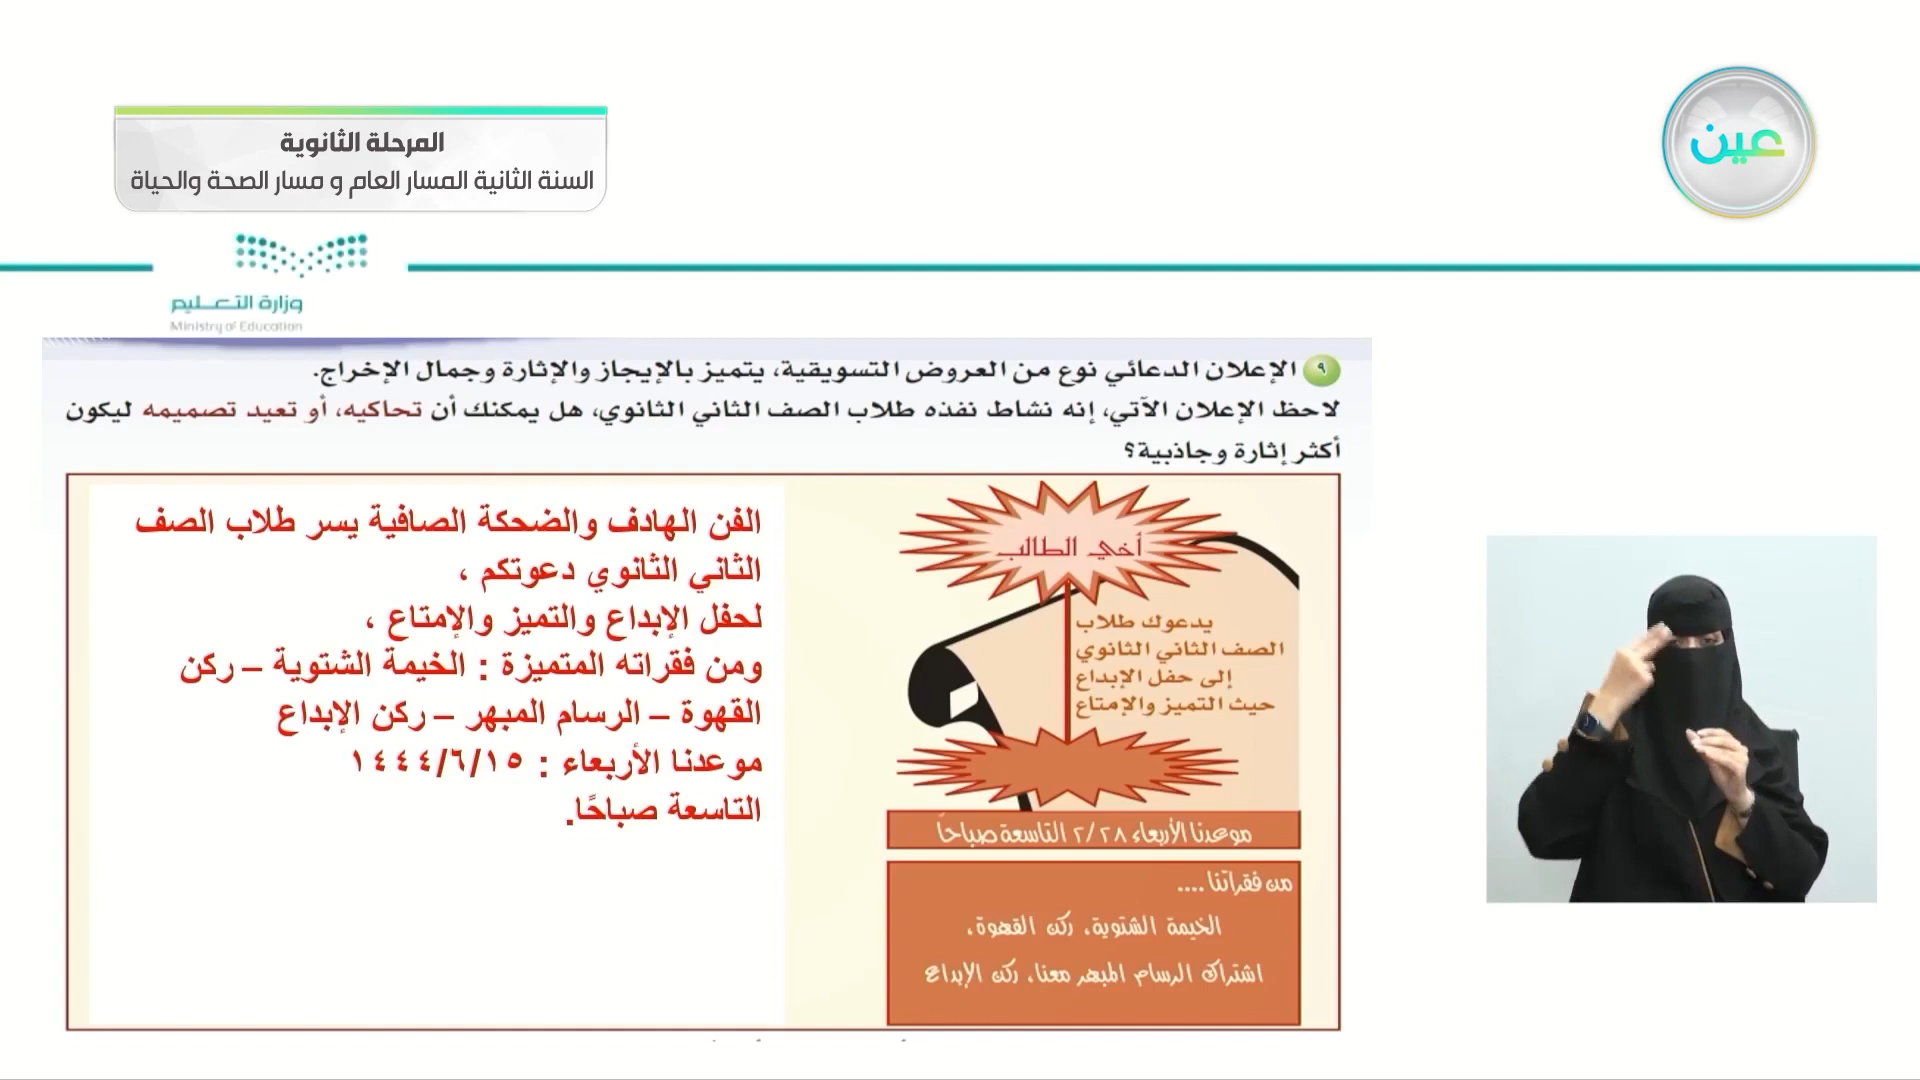 المرحلة الثانوية
السنة الثانية المسار العام و مسار الصحة والحياة
عين
وزارة التعليم
Ministry of Education
٩ الإعلان الدعائي نوع من العروض التسويقية، يتميز بالإيجاز والإثارة وجمال الإخراج.
لاحظ الإعلان الآتي، إنه نشاط نفذه طلاب الصف الثاني الثانوي، هل يمكنك أن تحاكيه، أو تعيد تصميمه ليكون
أكثر إثارة وجاذبية؟
أخي الطالب
يدعوك طلاب
الصف الثاني الثانوي
إلى حفل الإبداع
حيث التميز والإمتاع
موعدنا الأربعاء ٢/٢٨ التاسعة صباحاً
من فقراتنا ....
الخيمة الشتوية، ركن القهوة،
اشتراك الرسام المبهر معنا، ركن الإبداع
الفن الهادف والضحكة الصافية يسر طلاب الصف
الثاني الثانوي دعوتكم ،
لحفل الإبداع والتميز والإمتاع ،
ومن فقراته المتميزة : الخيمة الشتوية – ركن
القهوة – الرسام المبهر – ركن الإبداع
موعدنا الأربعاء : ١٤٤٤/٦/١٥
التاسعة صباحًا.